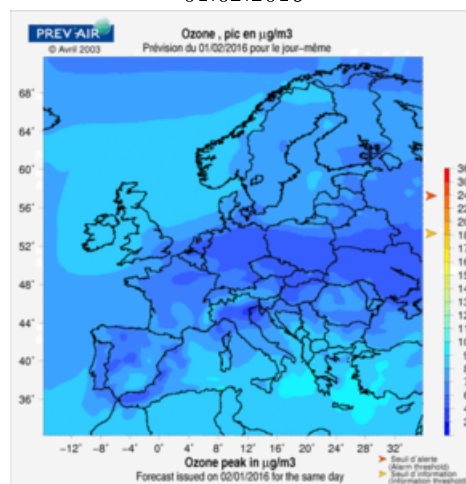 PREV'AIR
© Avril 2003
Ozone , pic en µg/m3
Prévision du 01/02/2016 pour le jour-même
68°
64°
60°
56°
52°
48°
44°
40°
36°
-12° -8° -4° 0° 4° 8° 12° 16° 20° 24° 28° 32°
Ozone peak in µg/m3
Forecast issued on 02/01/2016 for the same day
Seuil d'alerte
(Alarm threshold)
Seuil d'information
(Information threshold)